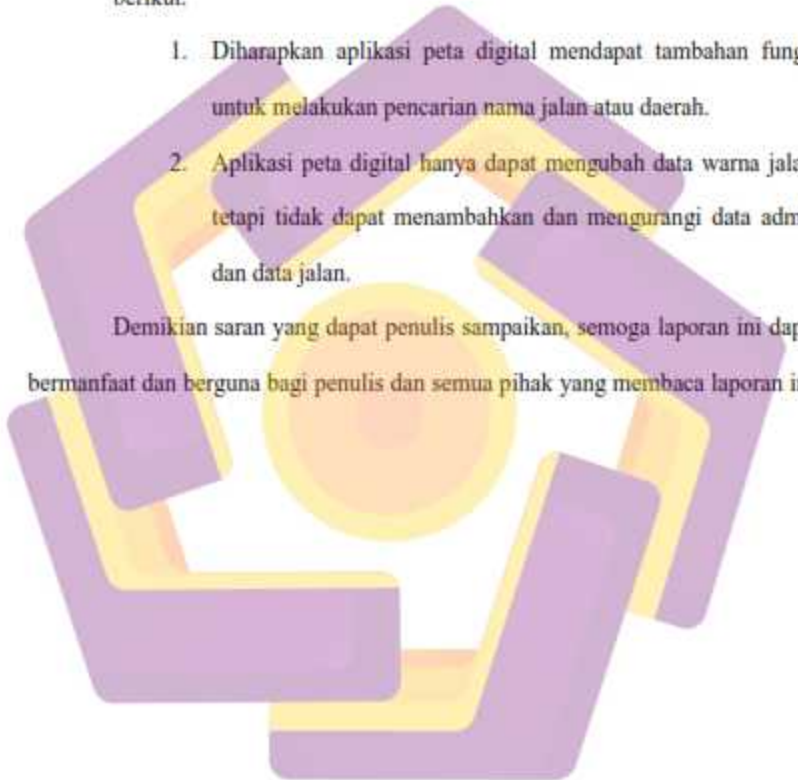 berikut:
1. Diharapkan aplikasi peta digital mendapat tambahan fung
untuk melakukan pencarian nama jalan atau daerah.
2. Aplikasi peta digital hanya dapat mengubah data warna jala
tetapi tidak dapat menambahkan dan mengurangi data adm
dan data jalan.
Demikian saran yang dapat penulis sampaikan, semoga laporan ini dap
bermanfaat dan berguna bagi penulis dan semua pihak yang membaca laporan i